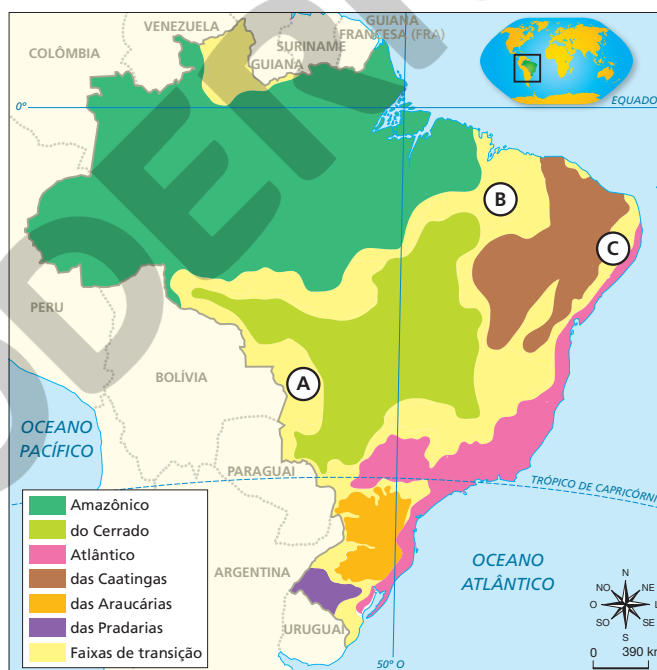 VENEZUELA
GUIANA
FRANCESA (FRA)
SURINAME
COLÔMBIA
GUIANA
0°
EQUADO
B
C
PERU
BOLÍVIA
A
OCEANO
PACÍFICO
PARAGUAI
TRÓPICO DE CAPRICÓRNI
Amazônico
do Cerrado
Atlântico
das Caatingas
das Araucárias
das Pradarias
Faixas de transição
ARGENTINA
URUGUAI
OCEANO
ATLÂNTICO
N
NO NE
O L
SO SE
S
0 390 km
50° O